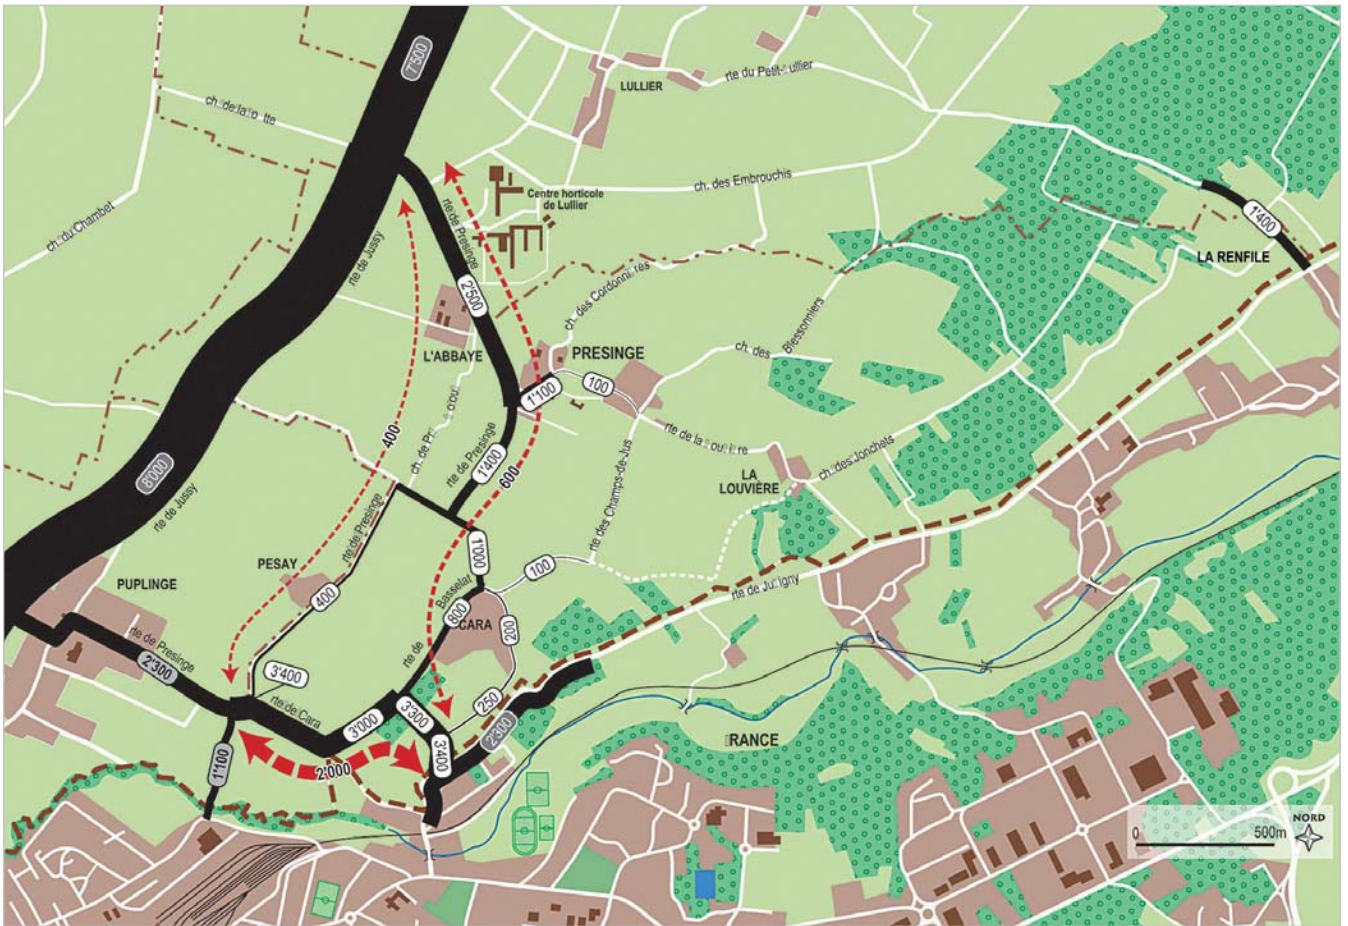 7'500
LULLIER
rte du Petit-Lullier
ch. des Embrouchis
Centre horticole
de Lullier
ch. du Chambet
rte de Jussy
rte de Presinge
2'500
1'400
LA RENFILE
ch. des Cordonniers
L'ABBAYE
PRESINGE
ch. des Blessonniers
1'100
100
400
rte de Presinge
1'400
600
rte des Champs-de-Jus
LA
LOUVIÈRE
ch. des Jonchets
8'000
rte de Jussy
rte de Presinge
1'000
100
PESAY
PUPLINGE
400
rte de Basselat
800
CARA
200
rte de Presinge
2'300
3'400
rte de Cara
250
3'000
3'300
2'300
3'400
2'000
1'100
RANCE
0
500m
NORD